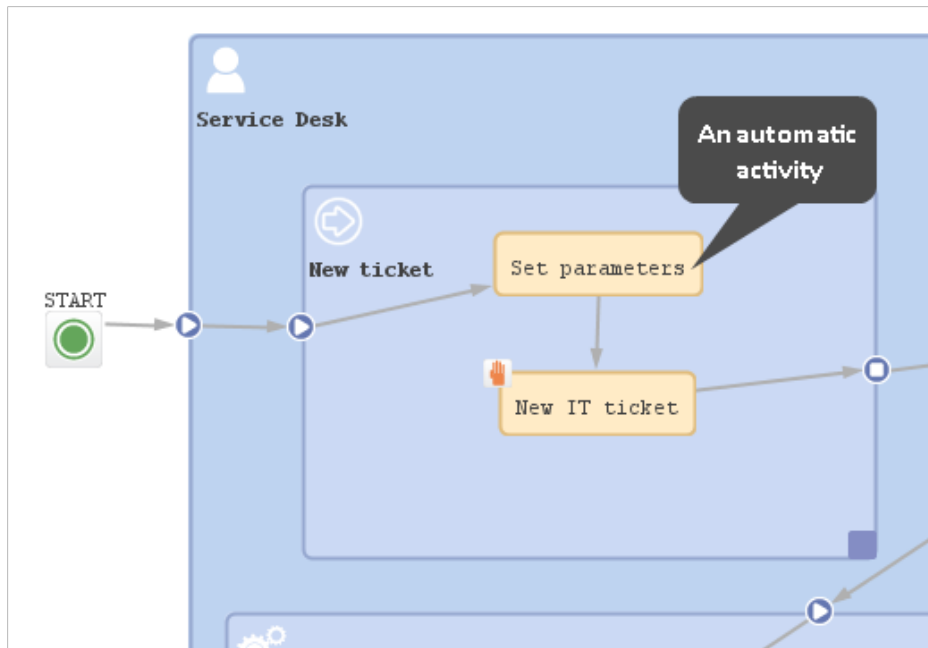 Service Desk
An automatic
activity
New ticket
Set parameters
START
New IT ticket